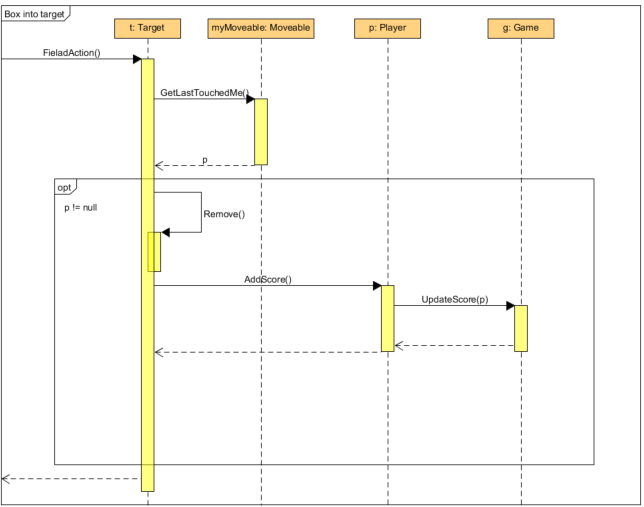 Box into target
t: Target
myMoveable: Moveable
p: Player
g: Game
FieladAction()
GetLastTouchedMe()
p
opt
p != null
Remove()
AddScore()
UpdateScore(p)